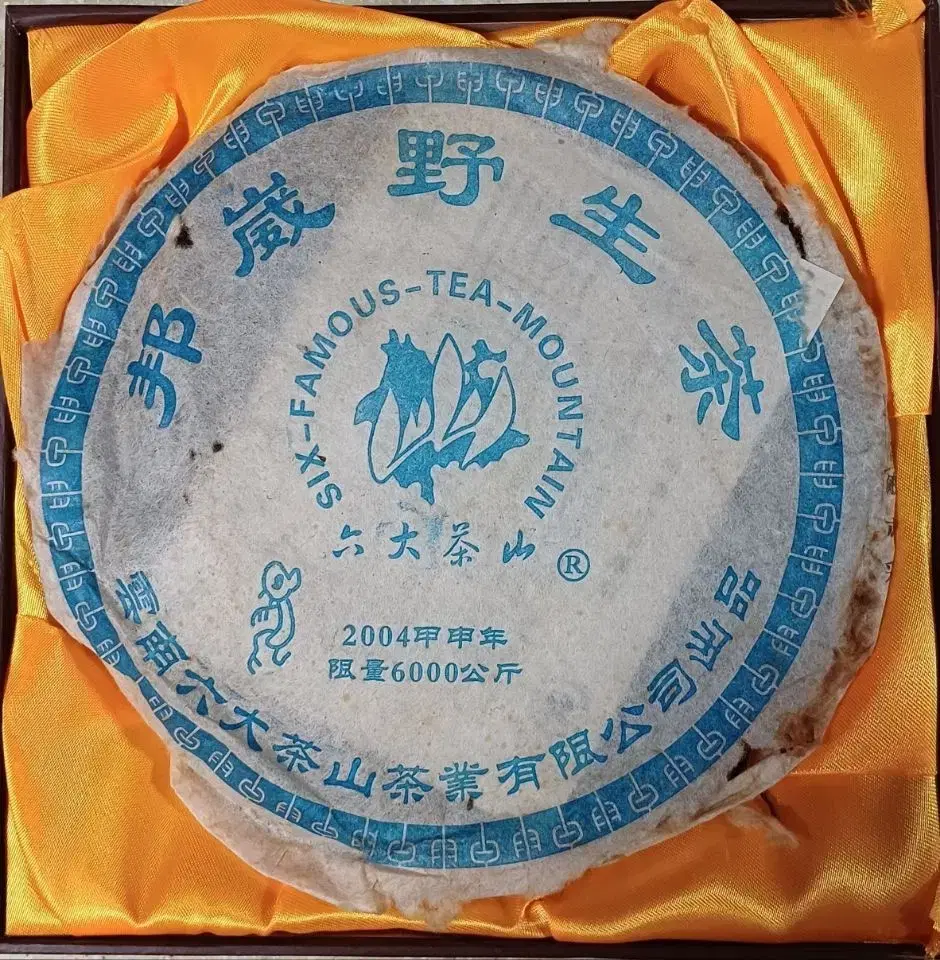 邦崴野生茶
SIX-FAMOUS-TEA-MOUNTAIN
六大茶山®
2004甲申年
限量6000公斤
雲南六大茶山茶業有限公司出品